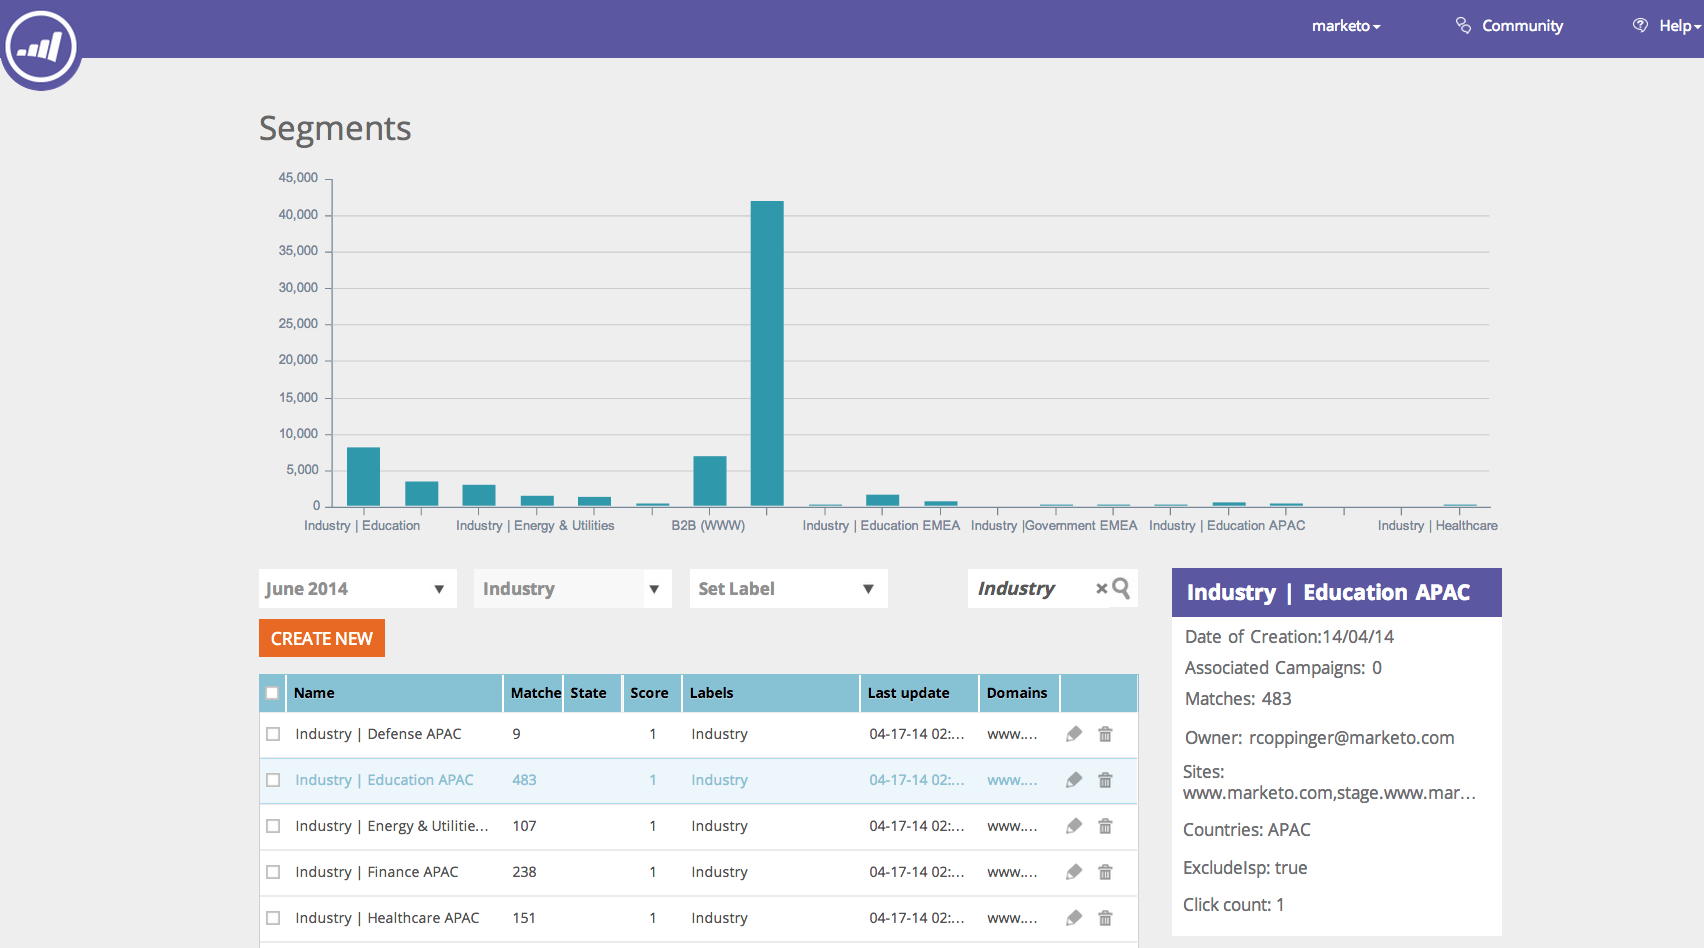 marketo Community Help
Segments
45,000
40,000
35,000
30,000
25,000
20,000
15,000
10,000
5,000
0
Industry | Education Industry | Energy & Utilities B2B (WWW) Industry | Education EMEA Industry |Government EMEA Industry | Education APAC Industry | Healthcare
June 2014 Industry Set Label Industry
CREATE NEW
Name Matche State Score Labels Last update Domains
Industry | Defense APAC 9 1 Industry 04-17-14 02:... www....
Industry | Education APAC 483 1 Industry 04-17-14 02:... www....
Industry | Energy & Utilitie... 107 1 Industry 04-17-14 02:... www....
Industry | Finance APAC 238 1 Industry 04-17-14 02:... www....
Industry | Healthcare APAC 151 1 Industry 04-17-14 02:... www....
Industry | Education APAC
Date of Creation:14/04/14
Associated Campaigns: 0
Matches: 483
Owner: rcoppinger@marketo.com
Sites:
www.marketo.com,stage.www.mar...
Countries: APAC
ExcludeIsp: true
Click count: 1